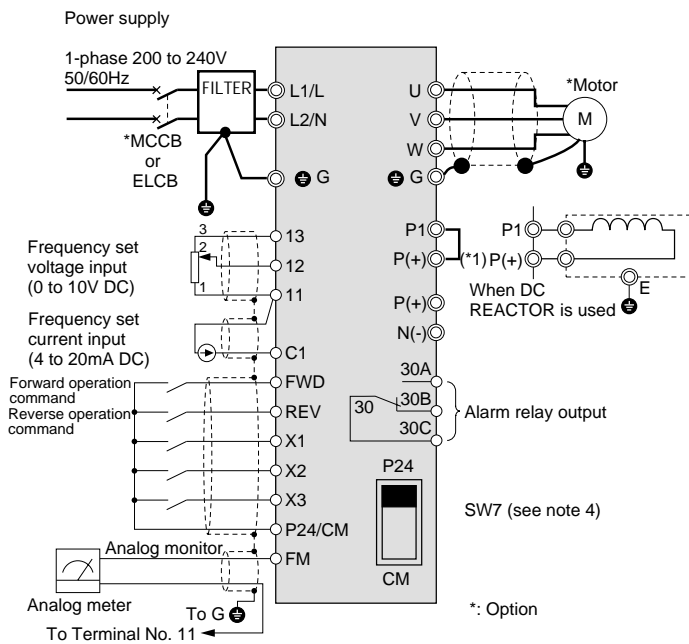 Power supply
1-phase 200 to 240V
50/60Hz
FILTER
*MCCB
or
ELCB
L1/L
L2/N
G
U
V
W
G
*Motor
M
3
2
1
13
12
11
Frequency set
voltage input
(0 to 10V DC)
P1
P(+)
(*1)
P1
P(+)
E
When DC
REACTOR is used
P(+)
N(-)
Frequency set
current input
(4 to 20mA DC)
C1
Forward operation
command
FWD
Reverse operation
command
REV
X1
X2
X3
P24/CM
FM
30A
30
30B
30C
Alarm relay output
P24
CM
SW7 (see note 4)
Analog monitor
Analog meter
To G
To Terminal No. 11
*: Option